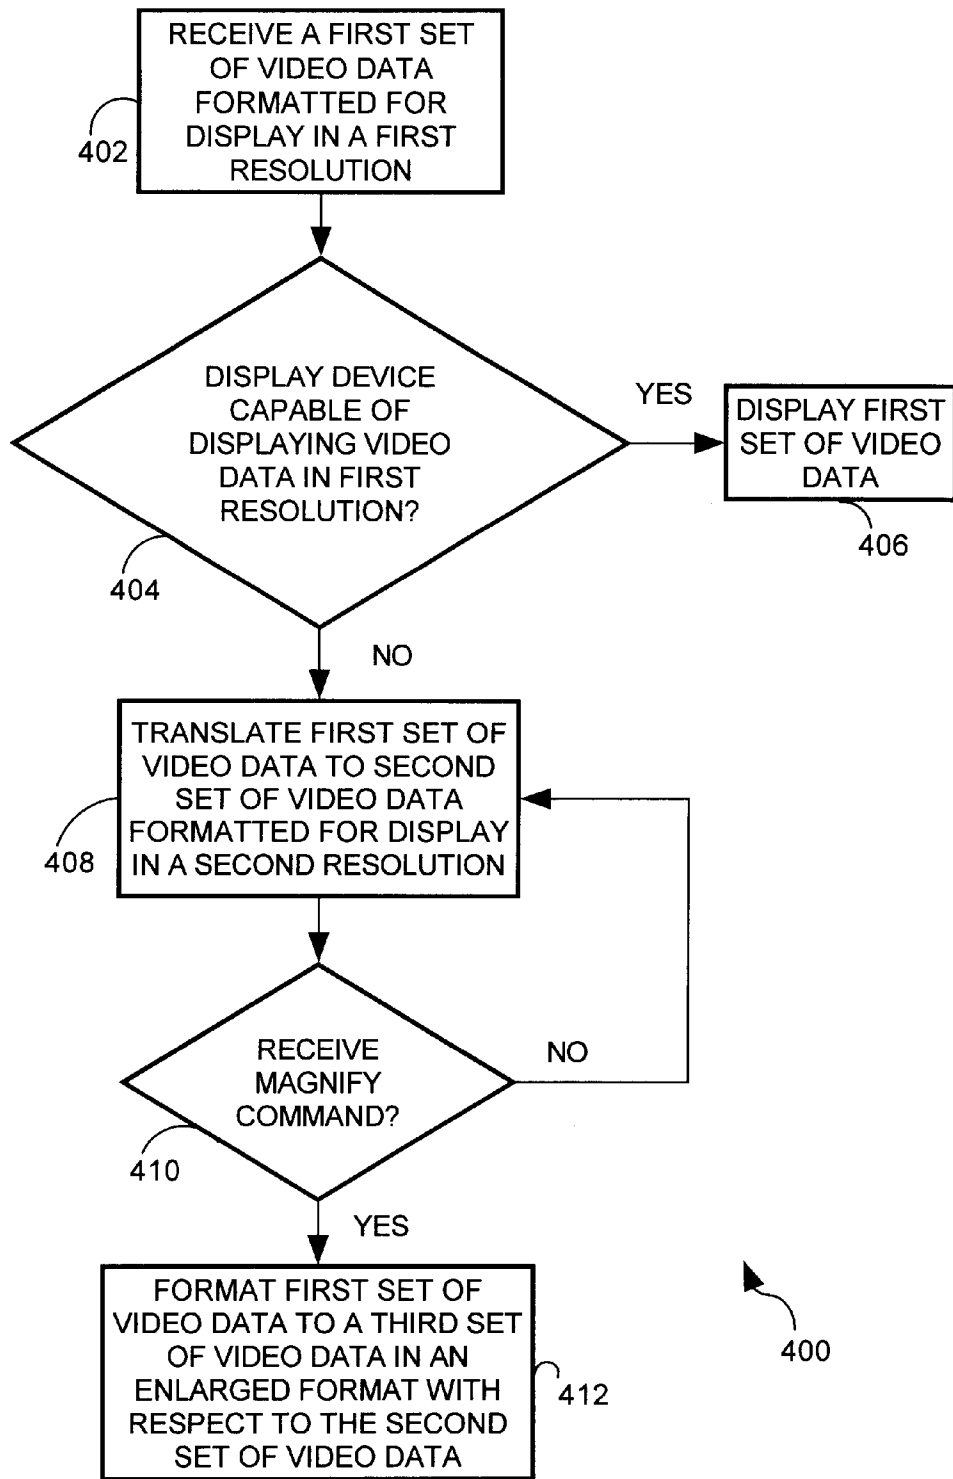 RECEIVE A FIRST SET
OF VIDEO DATA
FORMATTED FOR
DISPLAY IN A FIRST
RESOLUTION
402
DISPLAY DEVICE
CAPABLE OF
DISPLAYING VIDEO
DATA IN FIRST
RESOLUTION?
404
YES
DISPLAY FIRST
SET OF VIDEO
DATA
406
NO
TRANSLATE FIRST SET OF
VIDEO DATA TO SECOND
SET OF VIDEO DATA
FORMATTED FOR DISPLAY
IN A SECOND RESOLUTION
408
RECEIVE
MAGNIFY
COMMAND?
NO
410
YES
FORMAT FIRST SET OF
VIDEO DATA TO A THIRD SET
OF VIDEO DATA IN AN
ENLARGED FORMAT WITH
RESPECT TO THE SECOND
SET OF VIDEO DATA
412
400